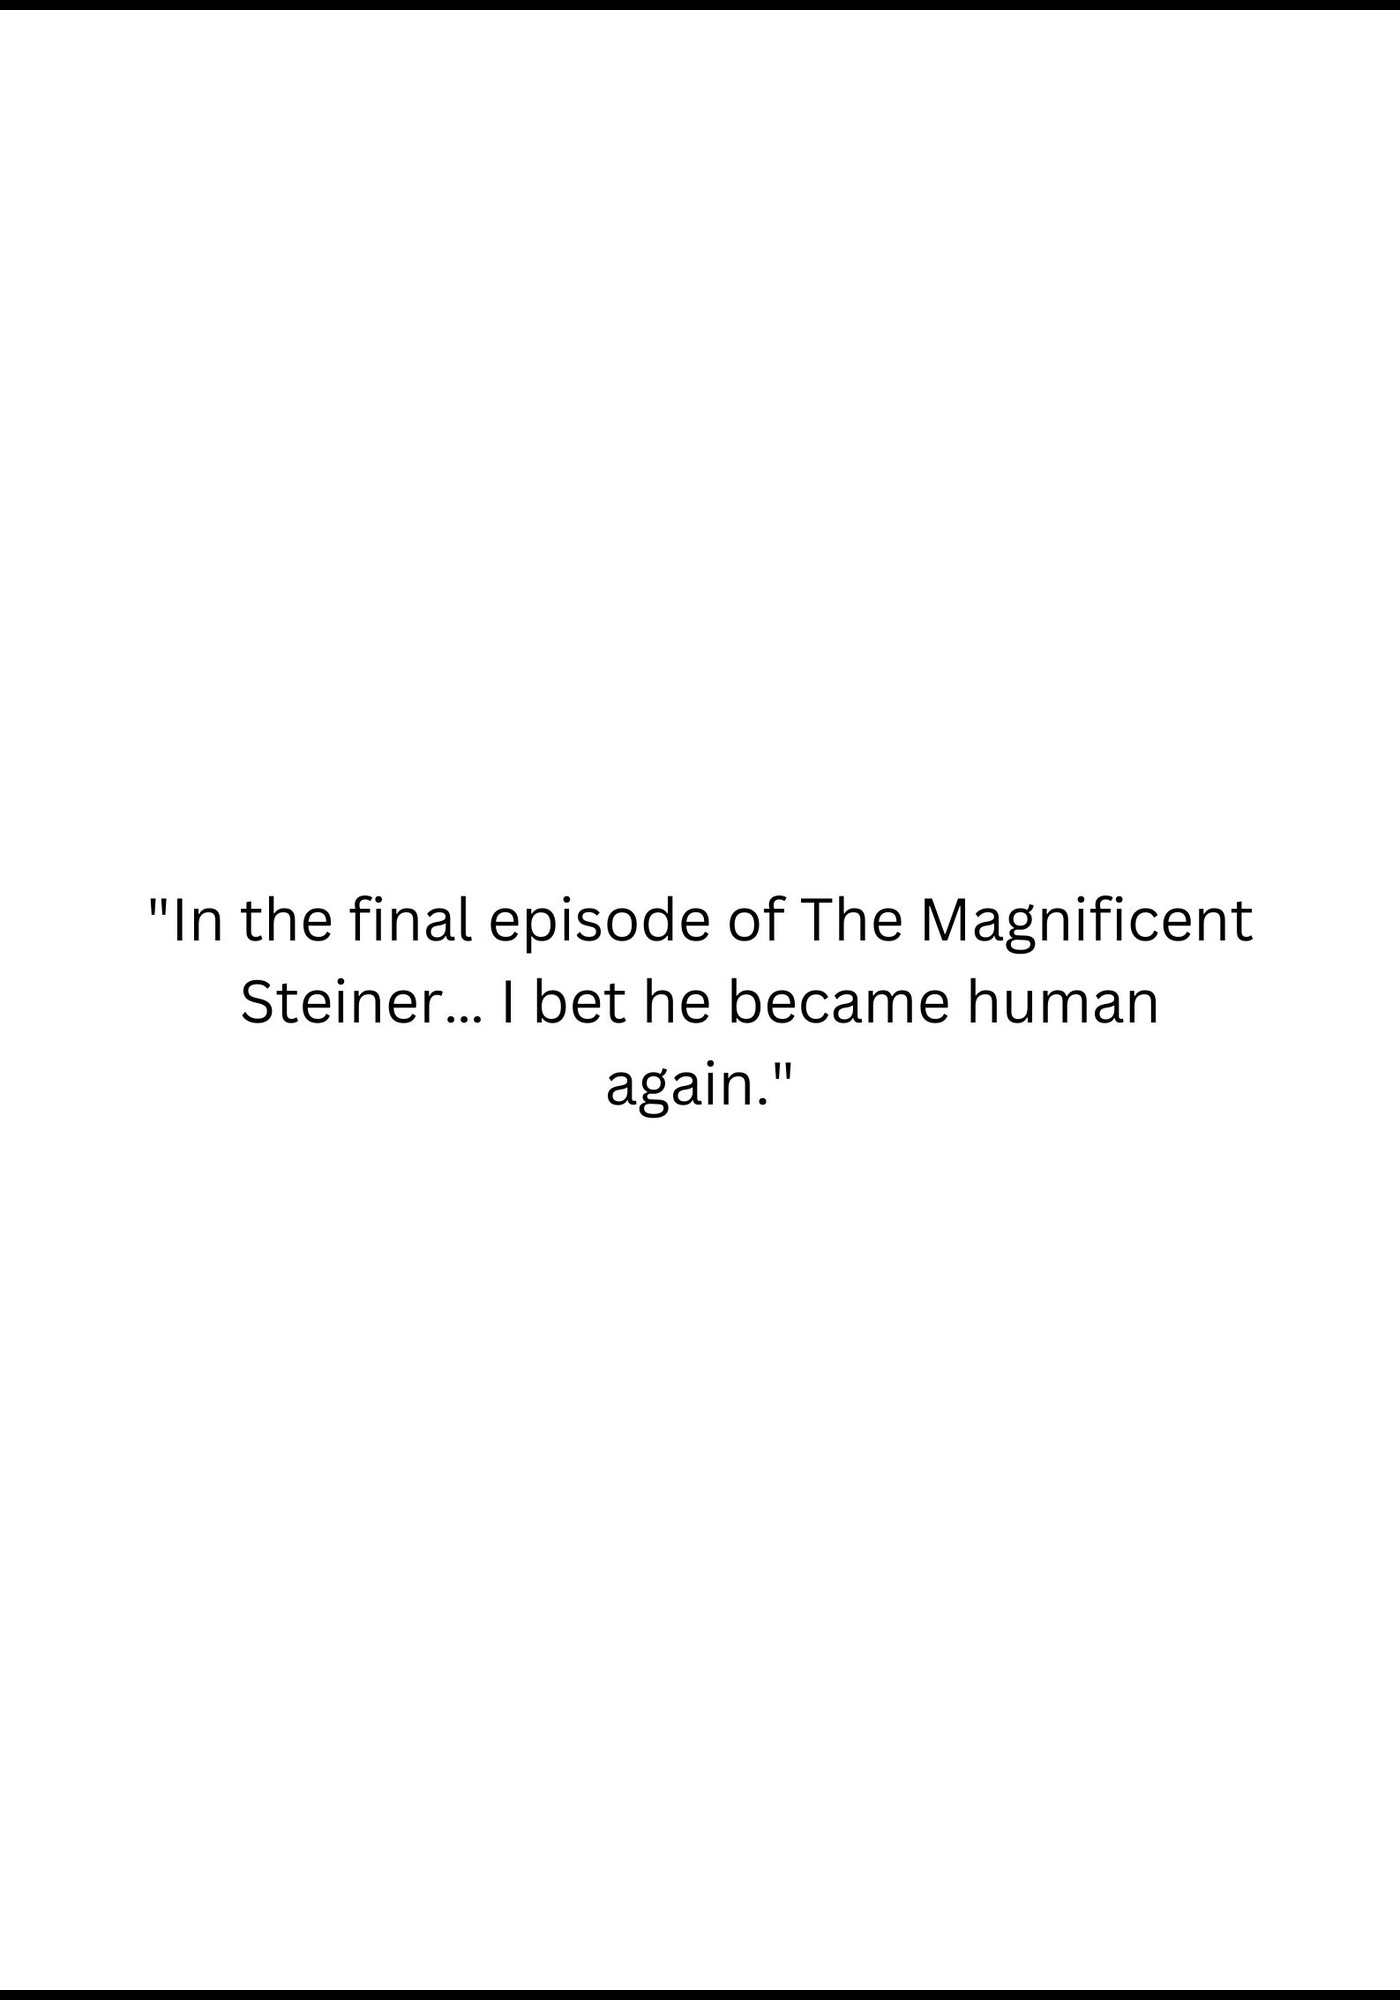 "In the final episode of The Magnificent
Steiner... I bet he became human
again."